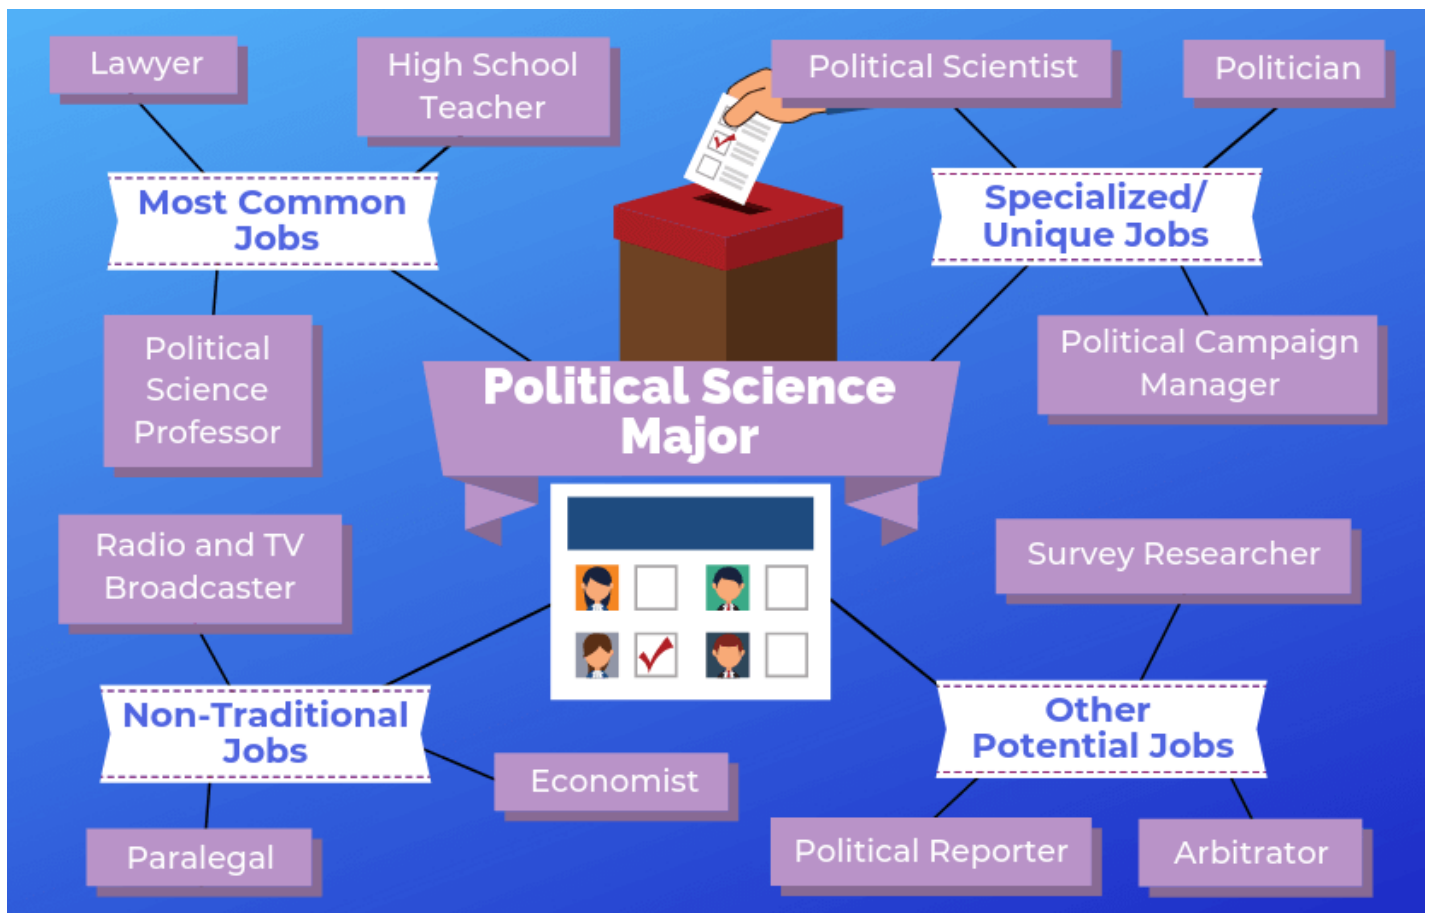 Lawyer
High School
Teacher
Most Common
Jobs
Political
Science
Professor
Political Scientist
Politician
Specialized/
Unique Jobs
Political Campaign
Manager
Political Science
Major
Radio and TV
Broadcaster
Non-Traditional
Jobs
Economist
Paralegal
Survey Researcher
Other
Potential Jobs
Political Reporter
Arbitrator